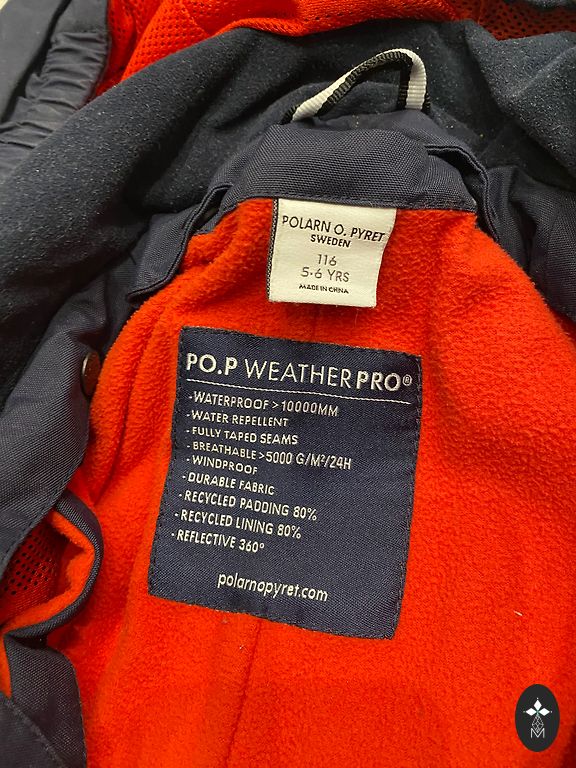 POLARN O. PYRET
SWEDEN
116
5-6 YRS
MADE IN CHINA
PO.P WEATHERPRO®
-WATERPROOF >10000MM
-WATER REPELLENT
-FULLY TAPED SEAMS
-BREATHABLE >5000 G/M²/24H
-WINDPROOF
-DURABLE FABRIC
-RECYCLED PADDING 80%
-RECYCLED LINING 80%
-REFLECTIVE 360°
polarnopyret.com
M